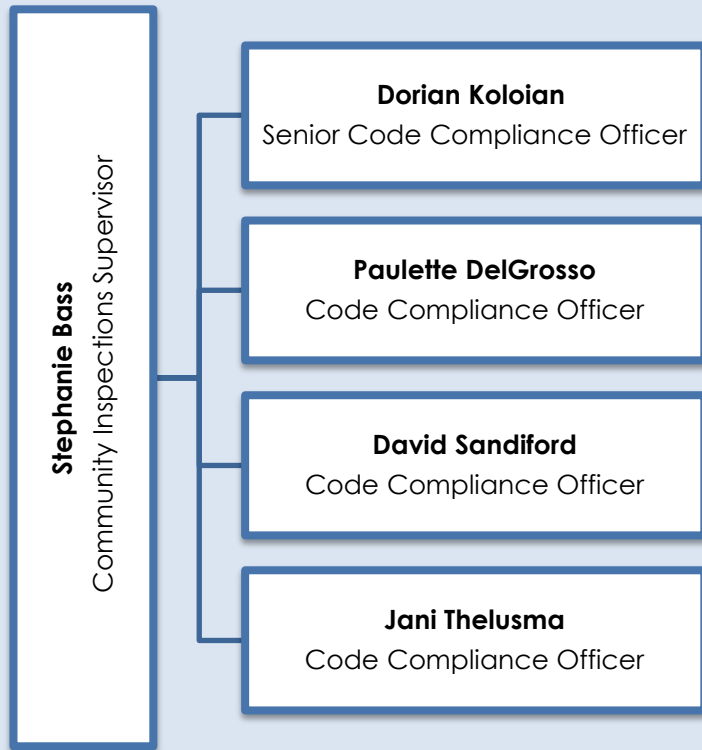 Stephanie Bass
Community Inspections Supervisor
Dorian Koloian
Senior Code Compliance Officer
Paulette DelGrosso
Code Compliance Officer
David Sandiford
Code Compliance Officer
Jani Thelusma
Code Compliance Officer